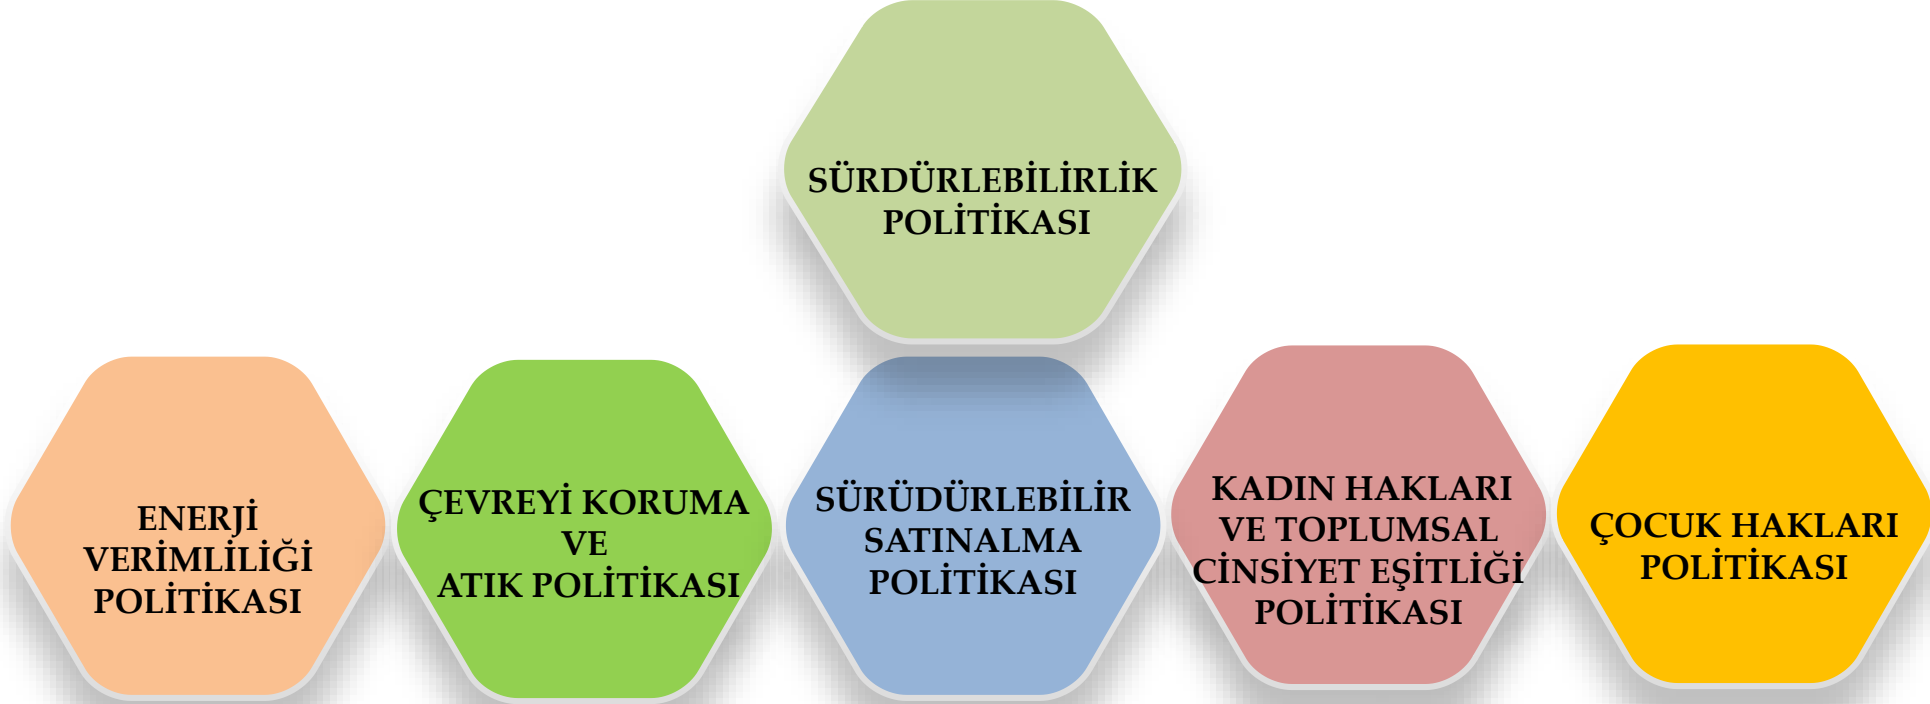 SÜRDÜRLEBİLİRLİK
POLİTİKASI
ENERJİ
VERİMLİLİĞİ
POLİTİKASI
ÇEVREYİ KORUMA
VE
ATIK POLİTİKASI
SÜRÜDÜRLEBİLİR
SATINALMA
POLİTİKASI
KADIN HAKLARI
VE TOPLUMSAL
CİNSİYET EŞİTLİĞİ
POLİTİKASI
ÇOCUK HAKLARI
POLİTİKASI